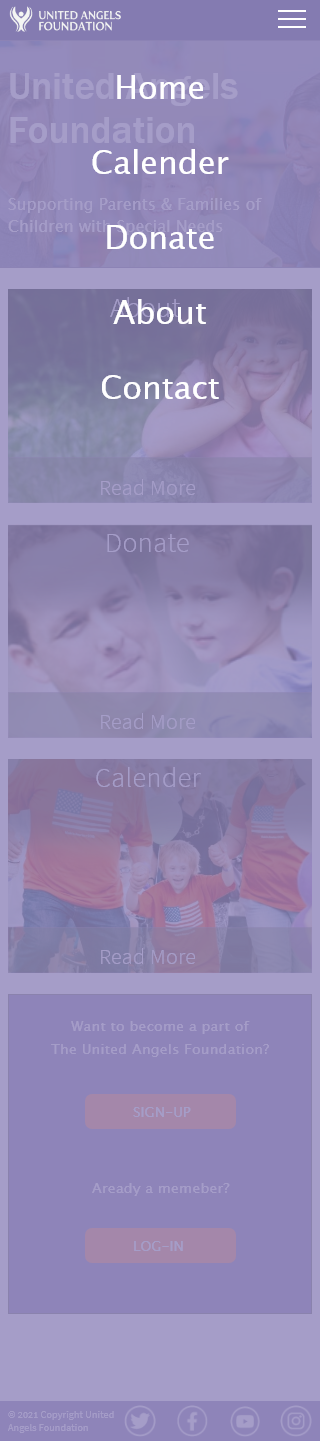 UNITED ANGELS
FOUNDATION
United Angels
Foundation
Supporting Parents & Families of
Children with Special Needs
Home
Calender
Donate
About
Contact
About
Read More
Donate
Read More
Calender
Read More
Want to become a part of
The United Angels Foundation?
SIGN-UP
Aready a memeber?
LOG-IN
© 2021 Copyright United
Angels Foundation